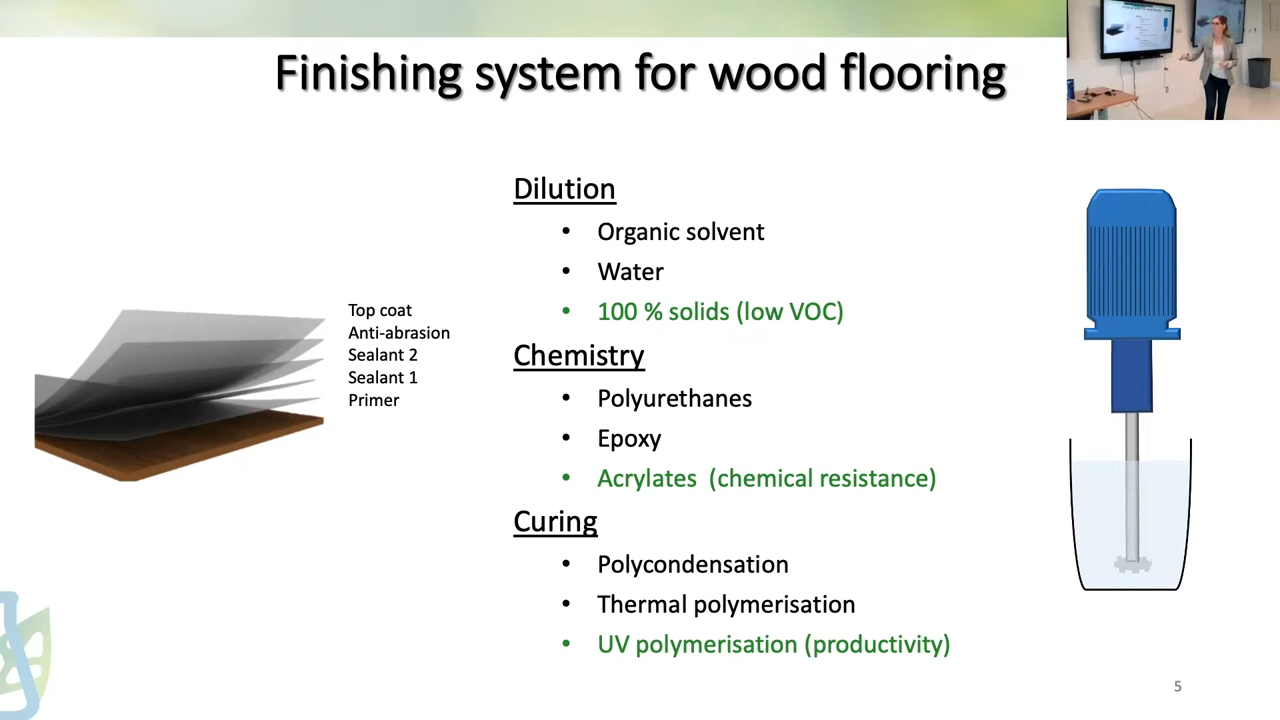 Finishing system for wood flooring
Top coat
Anti-abrasion
Sealant 2
Sealant 1
Primer
Dilution
• Organic solvent
• Water
• 100 % solids (low VOC)
Chemistry
• Polyurethanes
• Epoxy
• Acrylates (chemical resistance)
Curing
• Polycondensation
• Thermal polymerisation
• UV polymerisation (productivity)
5